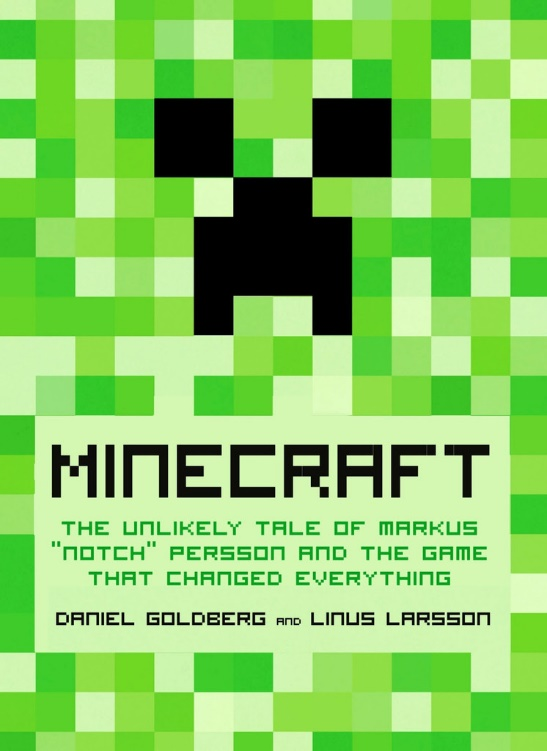 MINECRAFT
THE UNLIKELY TALE OF MARKUS
"NOTCH" PERSSON AND THE GAME
THAT CHANGED EVERYTHING
DANIEL GOLDBERG AND LINUS LARSSON